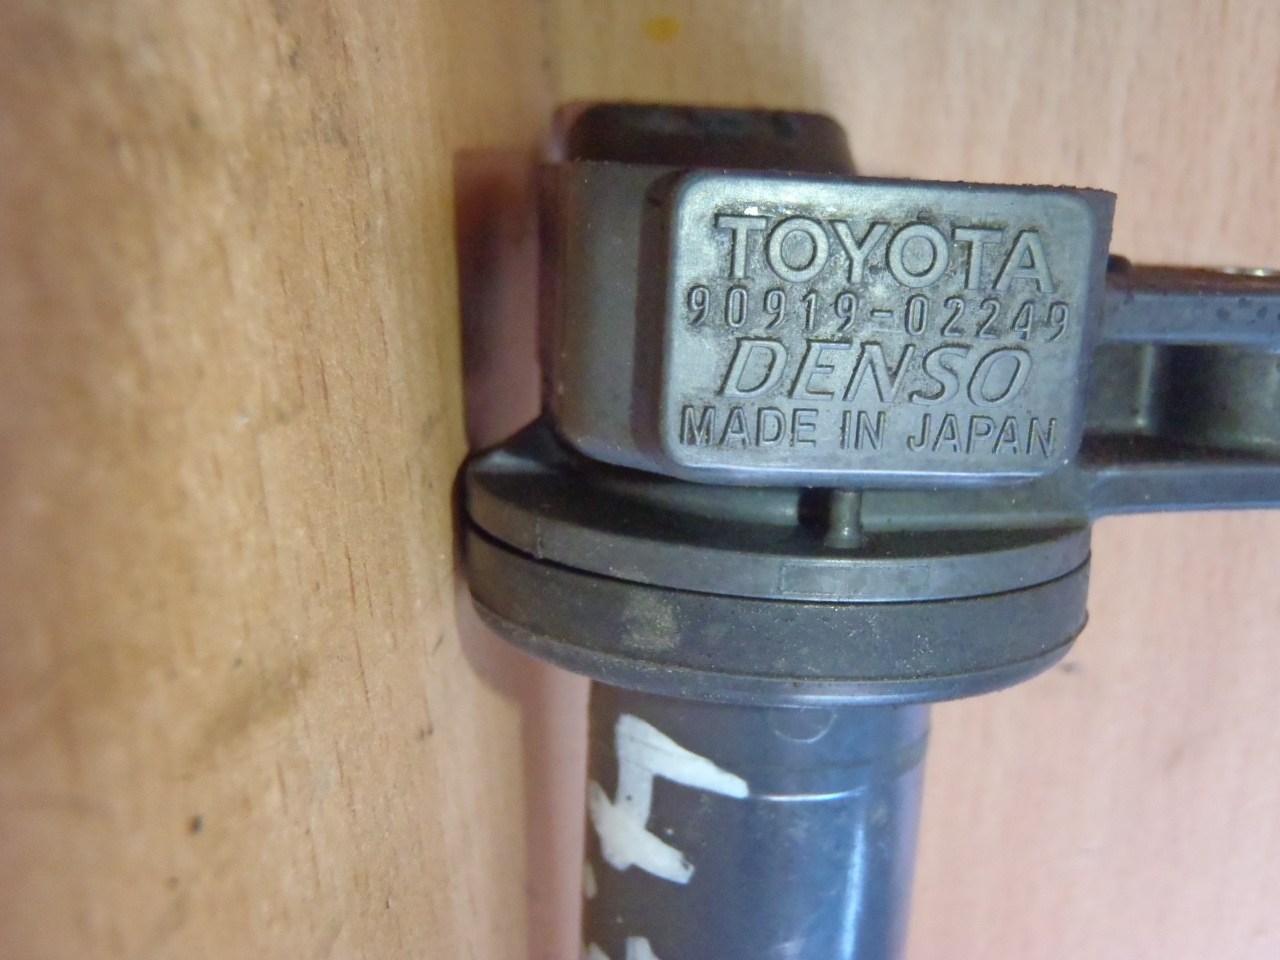 TOYOTA
90919-02249
DENSO
MADE IN JAPAN